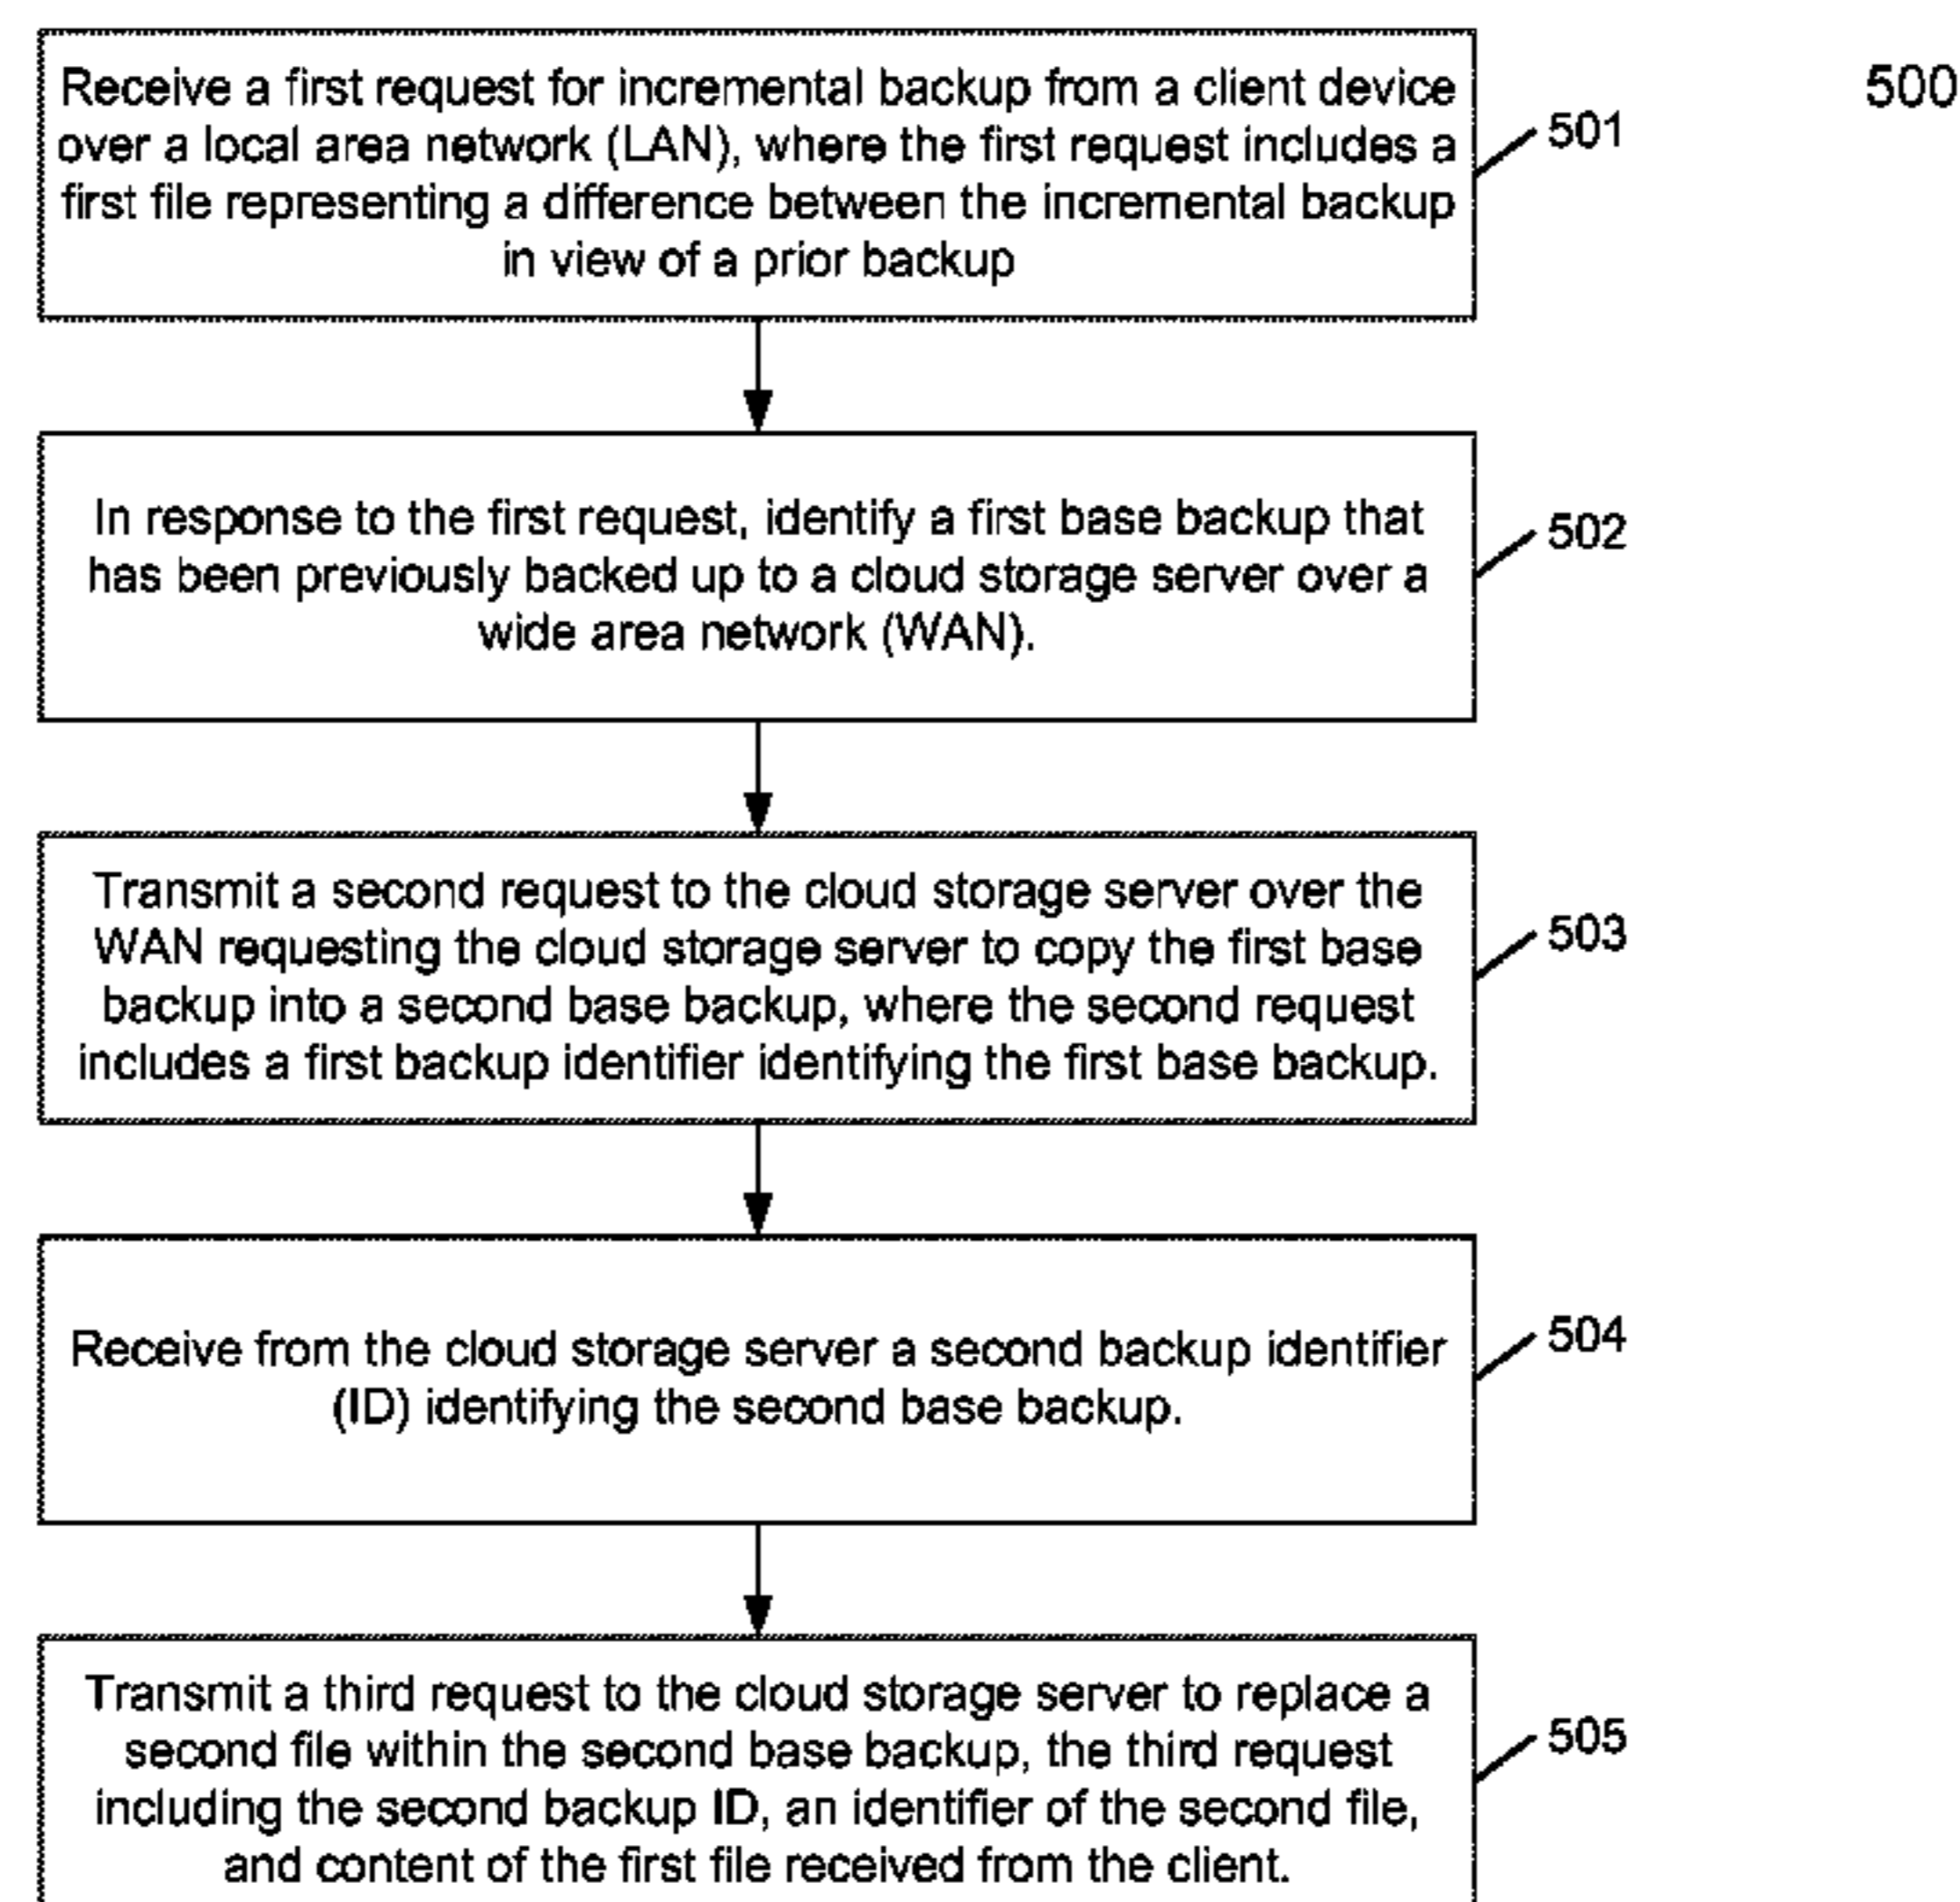 500
Receive a first request for incremental backup from a client device
over a local area network (LAN), where the first request includes a
first file representing a difference between the incremental backup
in view of a prior backup
501
In response to the first request, identify a first base backup that
has been previously backed up to a cloud storage server over a
wide area network (WAN).
502
Transmit a second request to the cloud storage server over the
WAN requesting the cloud storage server to copy the first base
backup into a second base backup, where the second request
includes a first backup identifier identifying the first base backup.
503
Receive from the cloud storage server a second backup identifier
(ID) identifying the second base backup.
504
Transmit a third request to the cloud storage server to replace a
second file within the second base backup, the third request
including the second backup ID, an identifier of the second file,
and content of the first file received from the client.
505